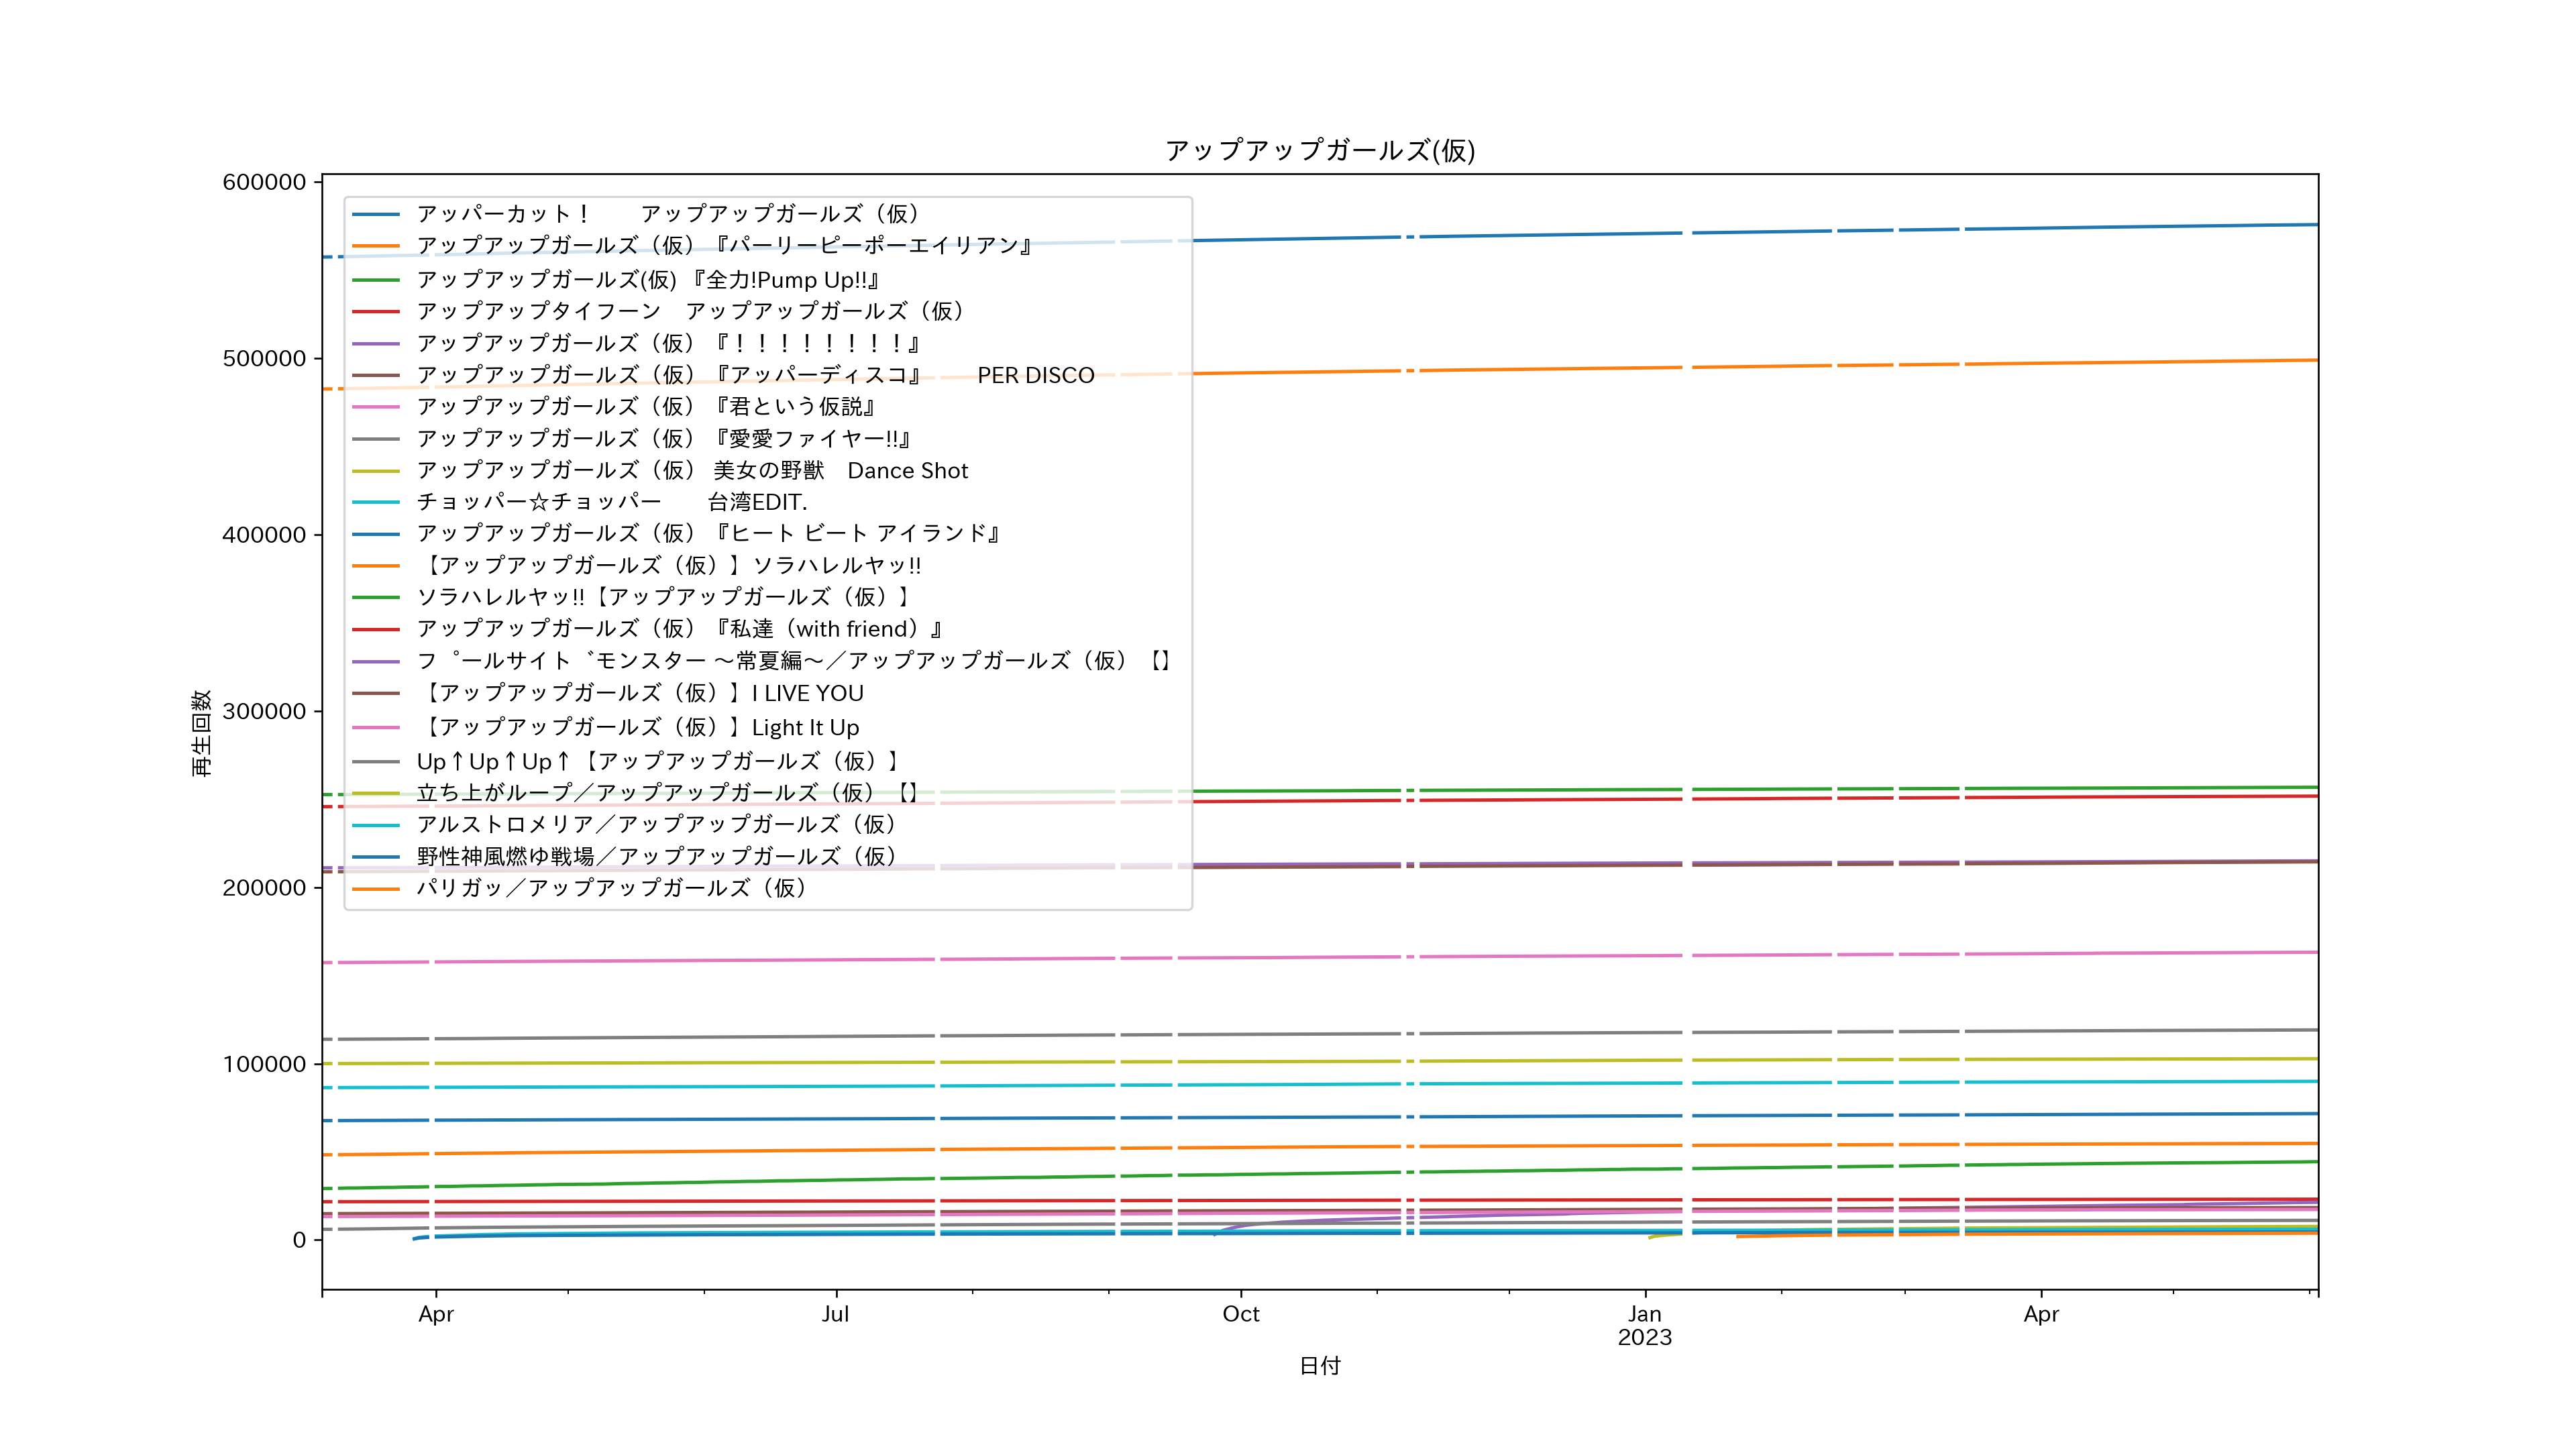 アップアップガールズ(仮)
600000
500000
400000
300000
200000
100000
0
再生回数
アッパーカット！　　アップアップガールズ（仮）
アップアップガールズ（仮）『パーリーピーポーエイリアン』
アップアップガールズ(仮) 『全力!Pump Up!!』
アップアップタイフーン　アップアップガールズ（仮）
アップアップガールズ（仮）『！！！！！！！！』
アップアップガールズ（仮）『アッパーディスコ』　　PER DISCO
アップアップガールズ（仮）『君という仮説』
アップアップガールズ（仮）『愛愛ファイヤー!!』
アップアップガールズ（仮） 美女の野獣　Dance Shot
チョッパー☆チョッパー　　台湾EDIT.
アップアップガールズ（仮）『ヒート ビート アイランド』
【アップアップガールズ（仮）】ソラハレルヤッ!!
ソラハレルヤッ!!【アップアップガールズ（仮）】
アップアップガールズ（仮）『私達（with friend）』
フ゜ールサイト゛モンスター 〜常夏編〜／アップアップガールズ（仮）【】
【アップアップガールズ（仮）】I LIVE YOU
【アップアップガールズ（仮）】Light It Up
Up↑Up↑Up↑【アップアップガールズ（仮）】
立ち上がループ／アップアップガールズ（仮）【】
アルストロメリア／アップアップガールズ（仮）
野性神風燃ゆ戦場／アップアップガールズ（仮）
パリガッ／アップアップガールズ（仮）
Apr
Jul
Oct
Jan
2023
Apr
日付